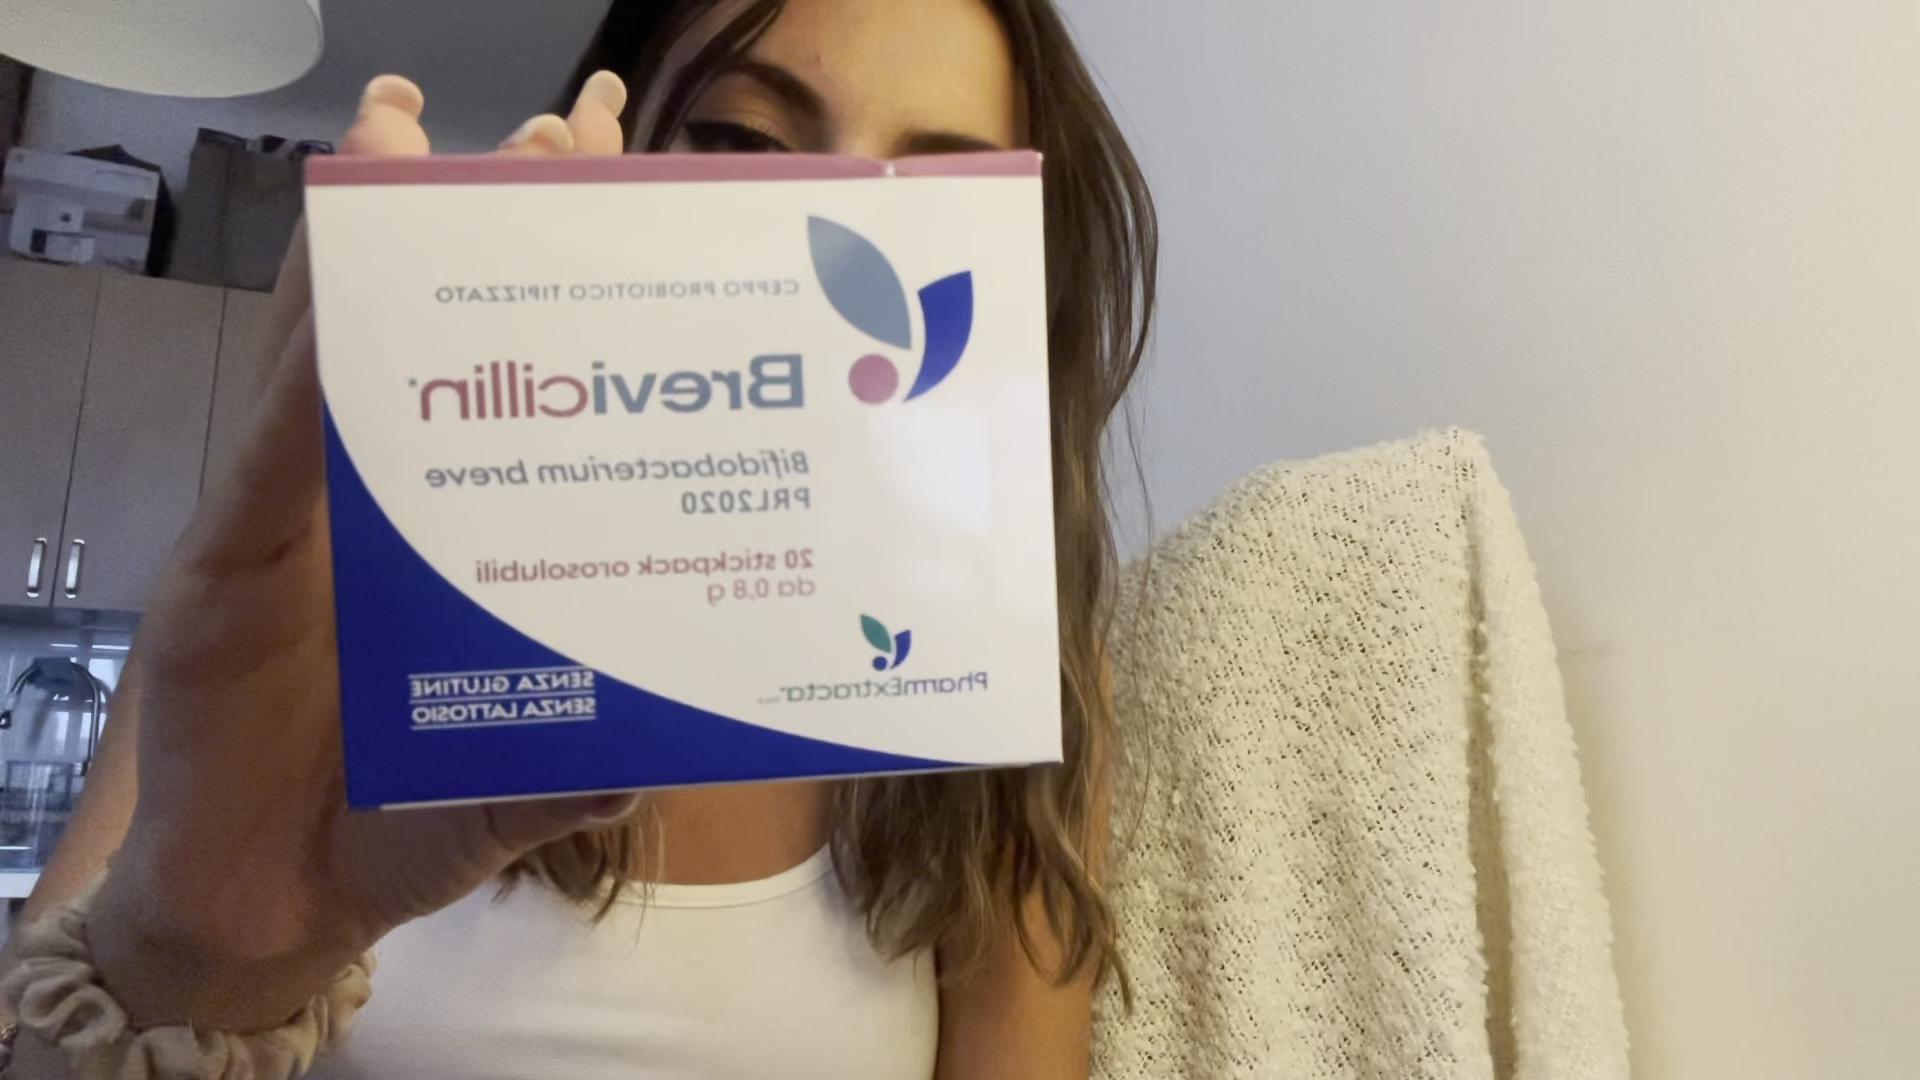 CEPPO PROBIOTICO TIPIZZATO
Brevicillin
Bifidobacterium breve
PRL2020
20 stickpack orosolubili
da 0,8 g
PharmExtracta
SENZA GLUTINE
SENZA LATTOSIO